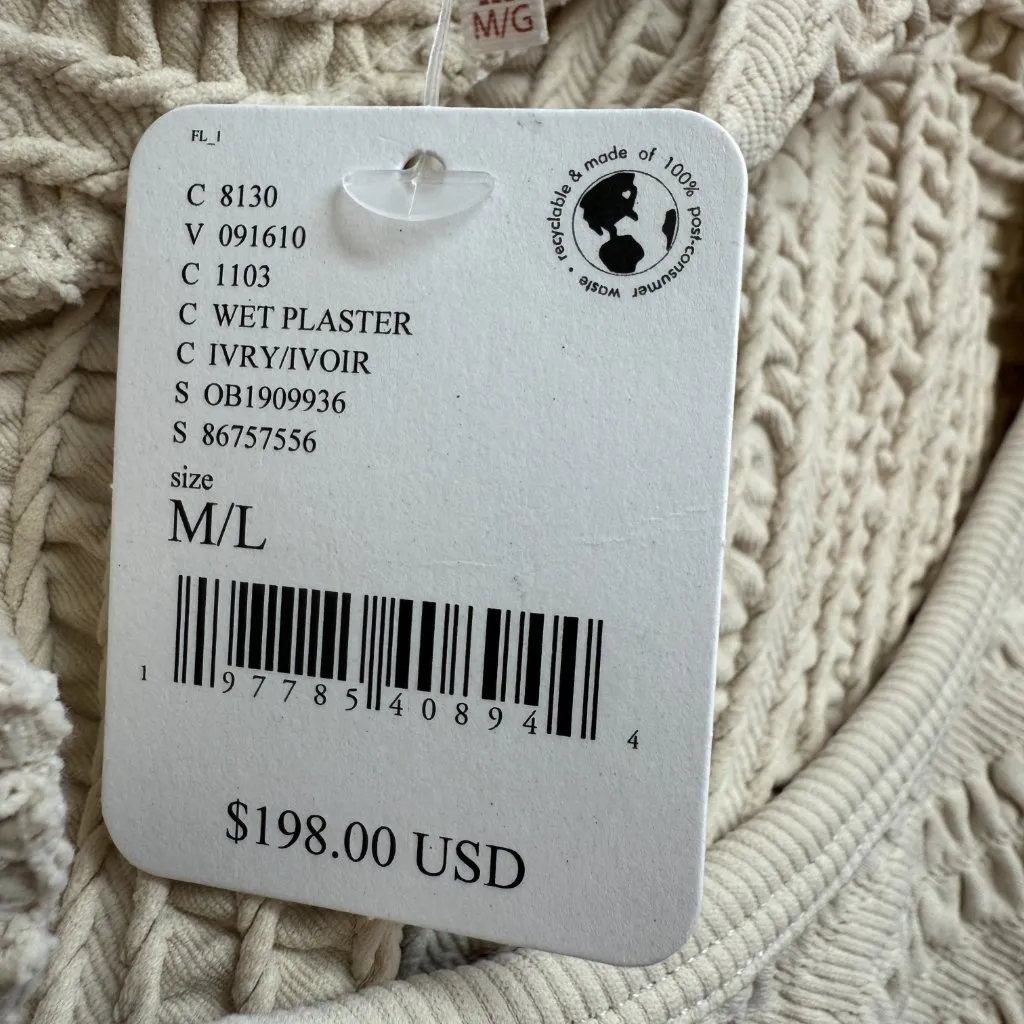 M/G
FL_I
recyclable & made of 100% post-consumer waste •
C 8130
V 091610
C 1103
C WET PLASTER
C IVRY/IVOIR
S OB1909936
S 86757556
size
M/L
1 97785 40894 4
$198.00 USD